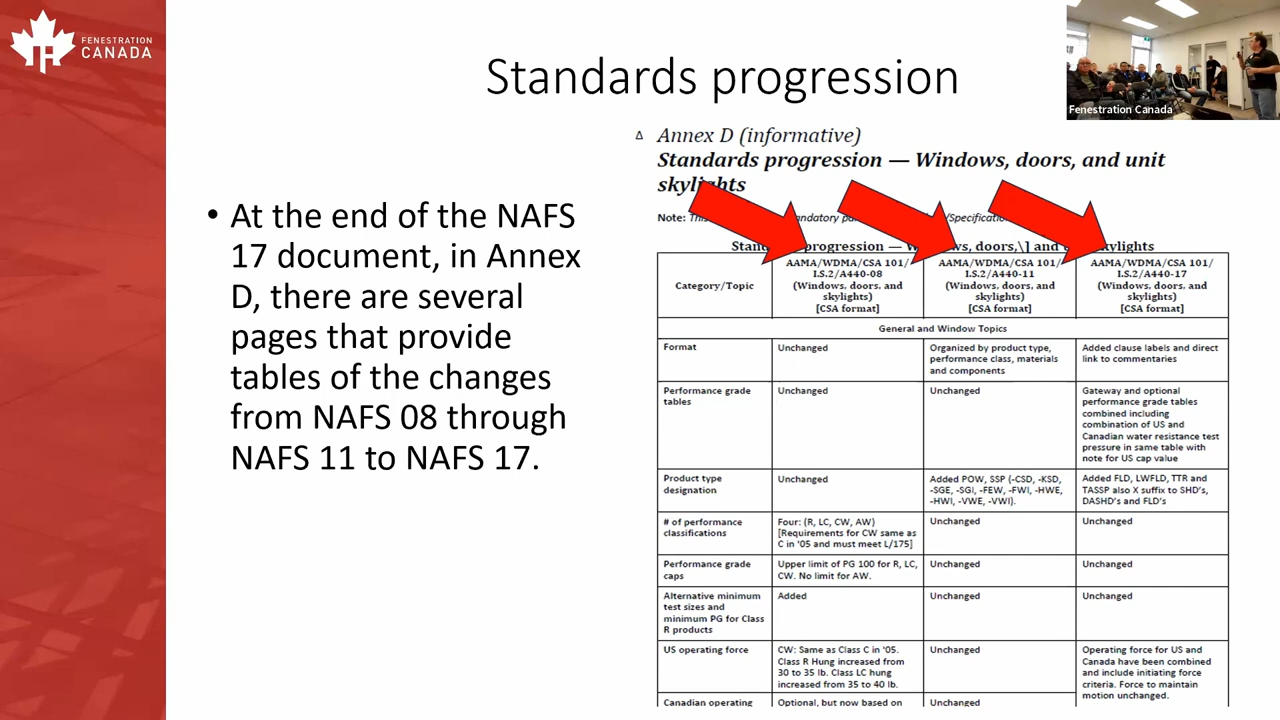 FENESTRATION
CANADA
Standards progression
Fenestration Canada
• At the end of the NAFS
17 document, in Annex
D, there are several
pages that provide
tables of the changes
from NAFS 08 through
NAFS 11 to NAFS 17.
Δ Annex D (informative)
Standards progression — Windows, doors, and unit
skylights
Note:
Category/Topic
AAMA/WDMA/CSA 101/
I.S.2/A440-08
(Windows, doors, and
skylights)
[CSA format]
AAMA/WDMA/CSA 101/
I.S.2/A440-11
(Windows, doors, and
skylights)
[CSA format]
AAMA/WDMA/CSA 101/
I.S.2/A440-17
(Windows, doors, and
skylights)
[CSA format]
General and Window Topics
Format
Unchanged
Organized by product type,
performance class, materials
and components
Added clause labels and direct
link to commentaries
Performance grade
tables
Unchanged
Unchanged
Gateway and optional
performance grade tables
combined including
combination of US and
Canadian water resistance test
pressure in same table with
note for US cap value
Product type
designation
Unchanged
Added POW, SSP (-CSD, -KSD,
-SGE, -SGI, -FEW, -FWI, -HWE,
-HWI, -VWE, -VWI).
Added FLD, LWFLD, TTR and
TASSP also X suffix to SHD's,
DASHD's and FLD's
# of performance
classifications
Four: (R, LC, CW, AW)
[Requirements for CW same as
C in '05 and must meet L/175]
Unchanged
Unchanged
Performance grade
caps
Upper limit of PG 100 for R, LC,
CW. No limit for AW.
Unchanged
Unchanged
Alternative minimum
test sizes and
minimum PG for Class
R products
Added
Unchanged
Unchanged
US operating force
CW: Same as Class C in '05.
Class R Hung increased from
30 to 35 lb. Class LC hung
increased from 35 to 40 lb.
Unchanged
Operating force for US and
Canada have been combined
and include initiating force
criteria. Force to maintain
motion unchanged.
Canadian operating
Optional, but now based on
Unchanged